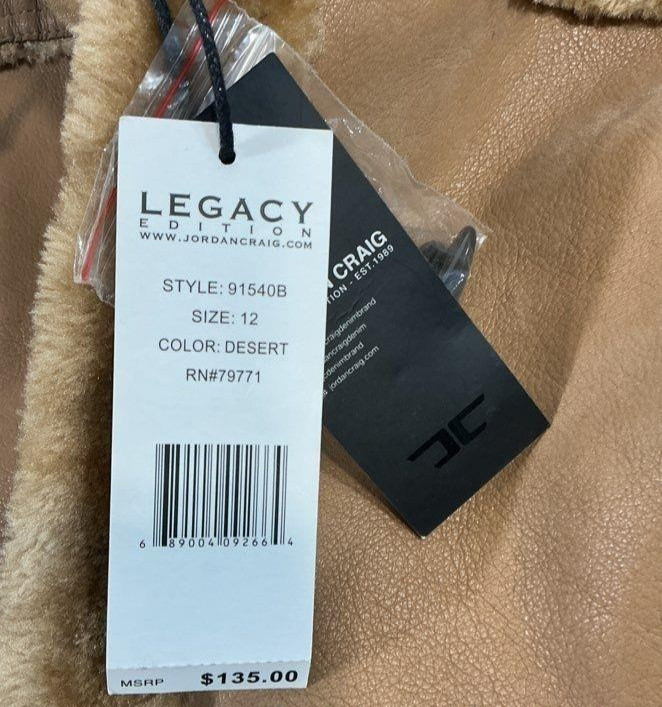 LEGACY
EDITION
WWW.JORDANCRAIG.COM
STYLE: 91540B
SIZE: 12
COLOR: DESERT
RN#79771
6 89004 09266 4
MSRP $135.00
CRAIG
EST.1989
jordancraig.com
JC